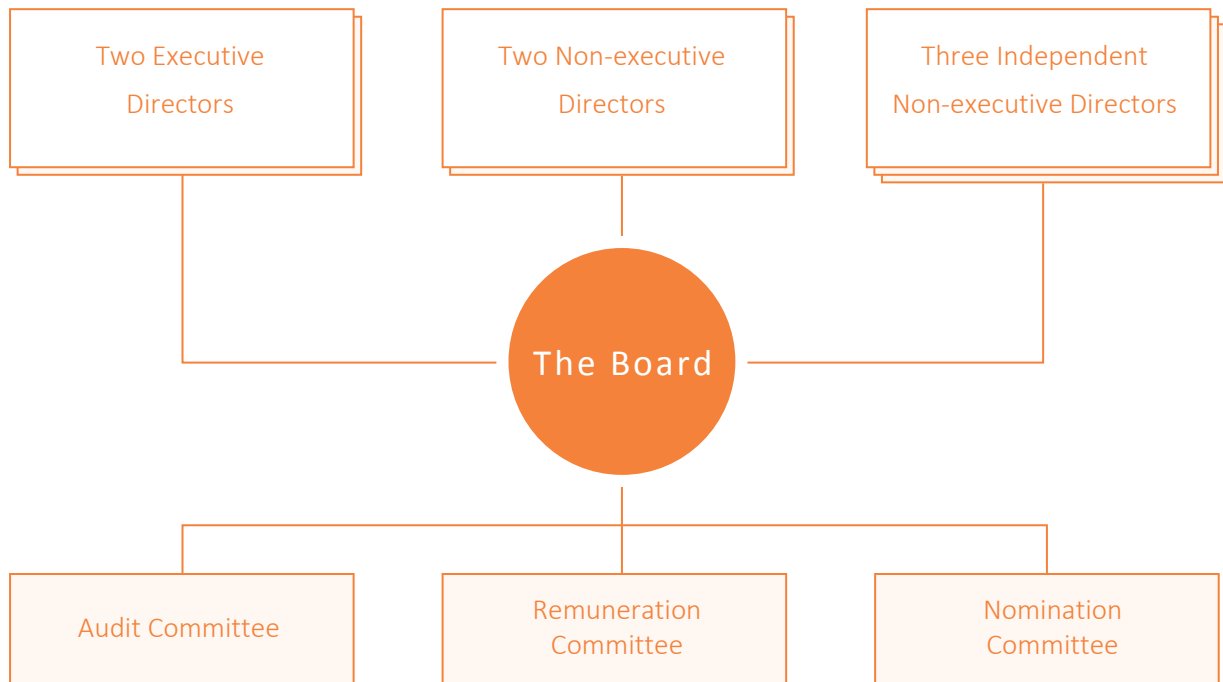 Two Executive
Directors
Two Non-executive
Directors
Three Independent
Non-executive Directors
The Board
Audit Committee
Remuneration
Committee
Nomination
Committee